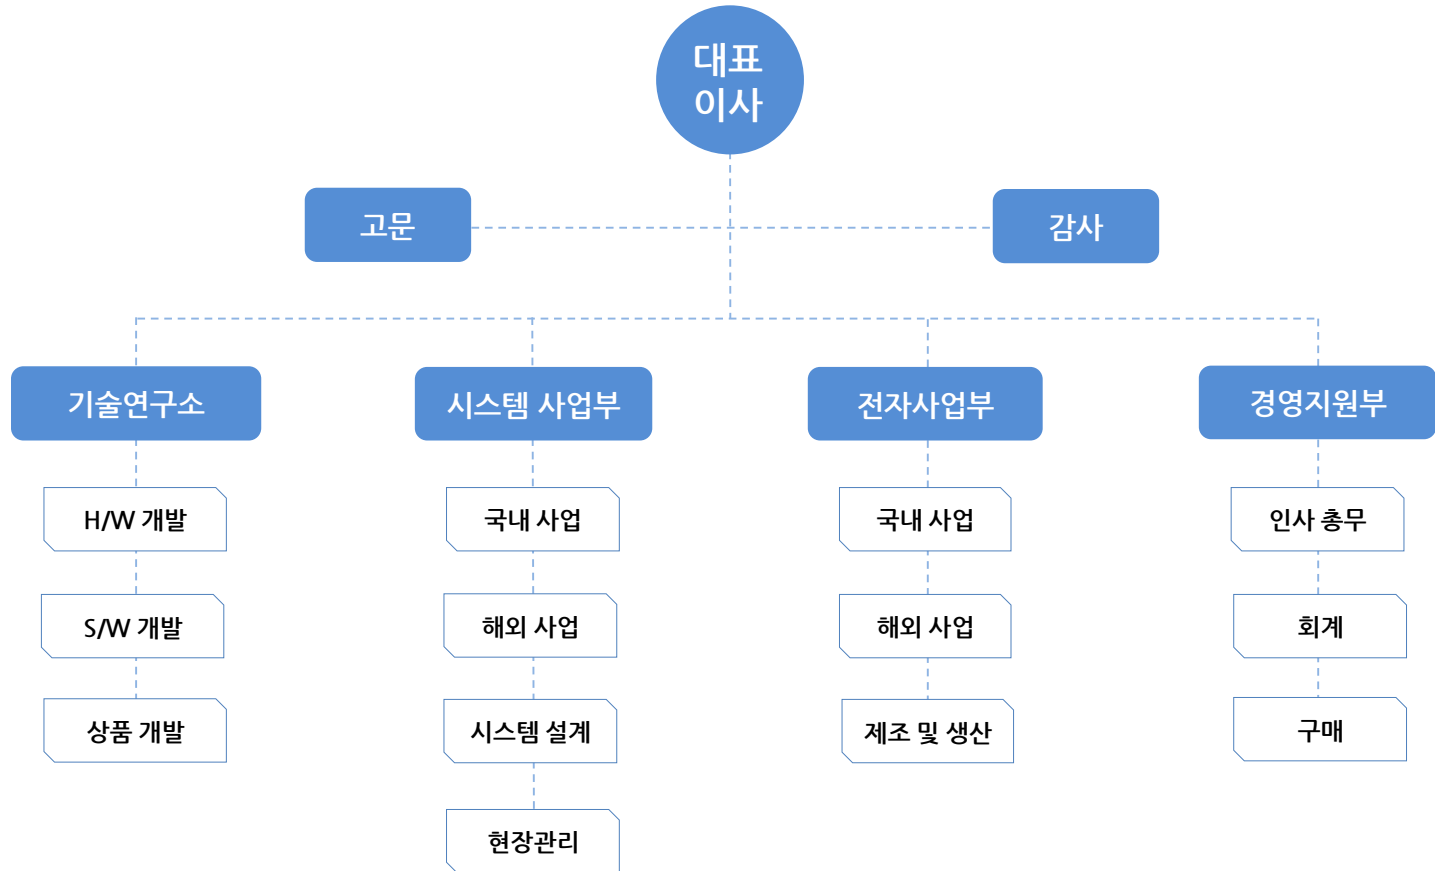 대표
이사
고문
감사
기술연구소
시스템 사업부
전자사업부
경영지원부
H/W 개발
국내 사업
국내 사업
인사 총무
S/W 개발
해외 사업
해외 사업
회계
상품 개발
시스템 설계
제조 및 생산
구매
현장관리